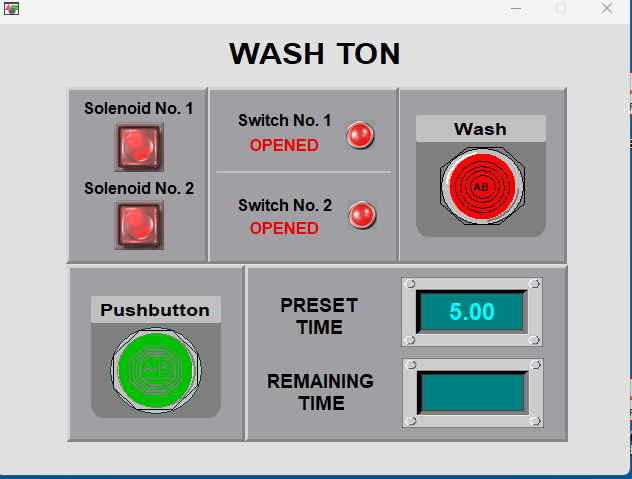 WASH TON
Solenoid No. 1
Solenoid No. 2
Switch No. 1
OPENED
Switch No. 2
OPENED
Wash
AB
Pushbutton
A-B
PRESET
TIME
5.00
REMAINING
TIME